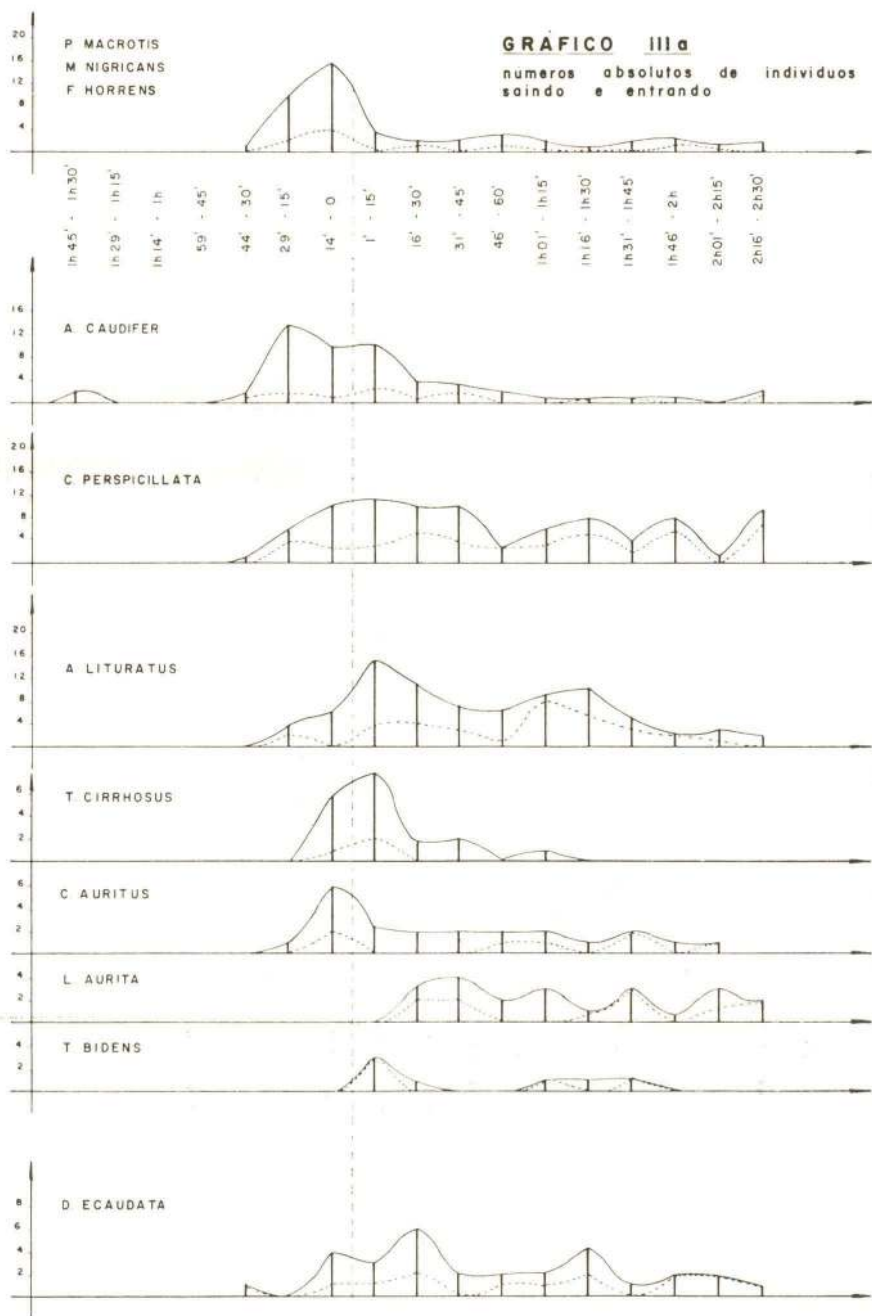 20
16
12
8
4
P MACROTIS
M NIGRICANS
F HORRENS
GRÁFICO IIIa
números absolutos de individuos
saindo e entrando
1h45' - 1h30'
1h29' - 1h15'
1h14' - 1h
59' - 45'
44' - 30'
29' - 15'
14' - 0
1' - 15'
16' - 30'
31' - 45'
46' - 60'
1h01' - 1h15'
1h16' - 1h30'
1h31' - 1h45'
1h46' - 2h
2h01' - 2h15'
2h16' - 2h30'
16
12
8
4
A. CAUDIFER
20
16
12
8
4
C. PERSPICILLATA
20
16
12
8
4
A LITURATUS
6
4
2
T. CIRRHOSUS
6
4
2
C AURITUS
4
2
L. AURITA
4
2
T. BIDENS
8
6
4
2
D ECAUDATA